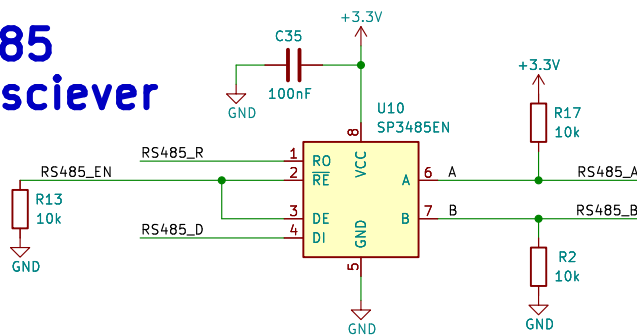 85
sciever
C35
100nF
GND
+3.3V
U10
SP3485EN
+3.3V
R17
10k
RS485_R
RS485_EN
R13
10k
GND
RS485_D
1
2
3
4
RO
RE
DE
DI
8
VCC
GND
5
A
B
6
7
A
B
RS485_A
RS485_B
R2
10k
GND
GND